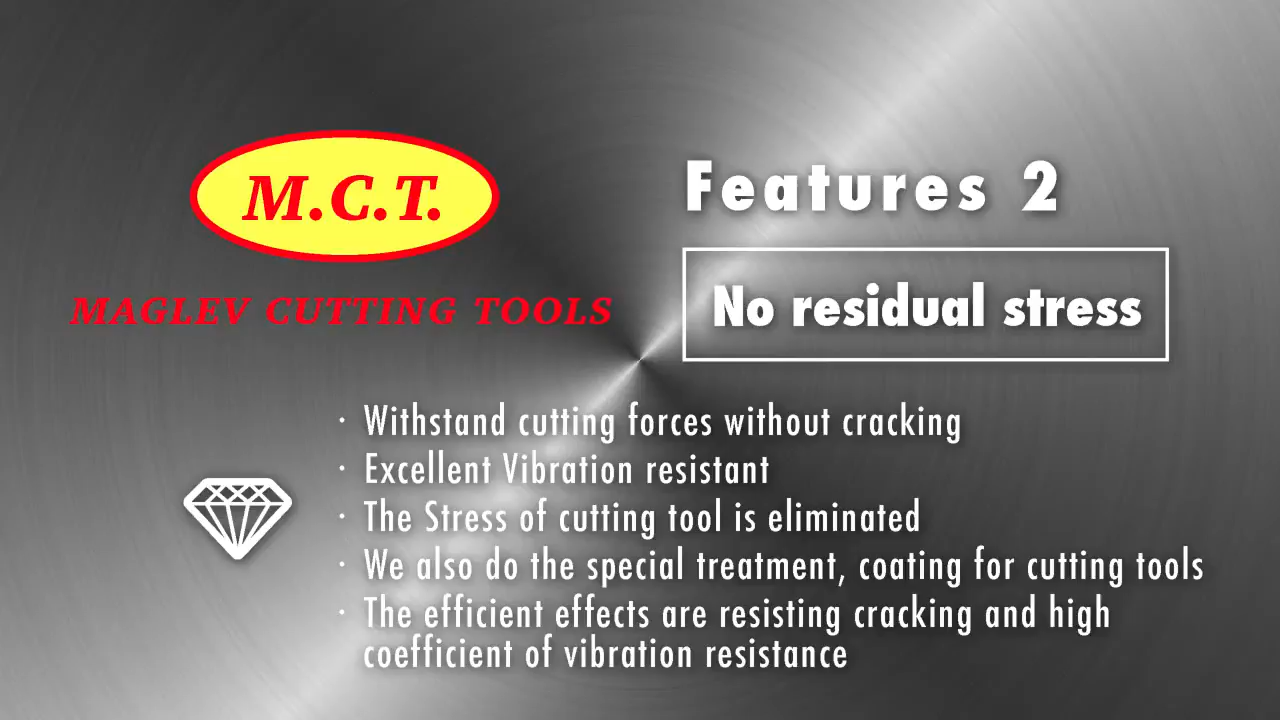 M.C.T.
MAGLEV CUTTING TOOLS
Features 2
No residual stress
· Withstand cutting forces without cracking
· Excellent Vibration resistant
· The Stress of cutting tool is eliminated
· We also do the special treatment, coating for cutting tools
· The efficient effects are resisting cracking and high
coefficient of vibration resistance